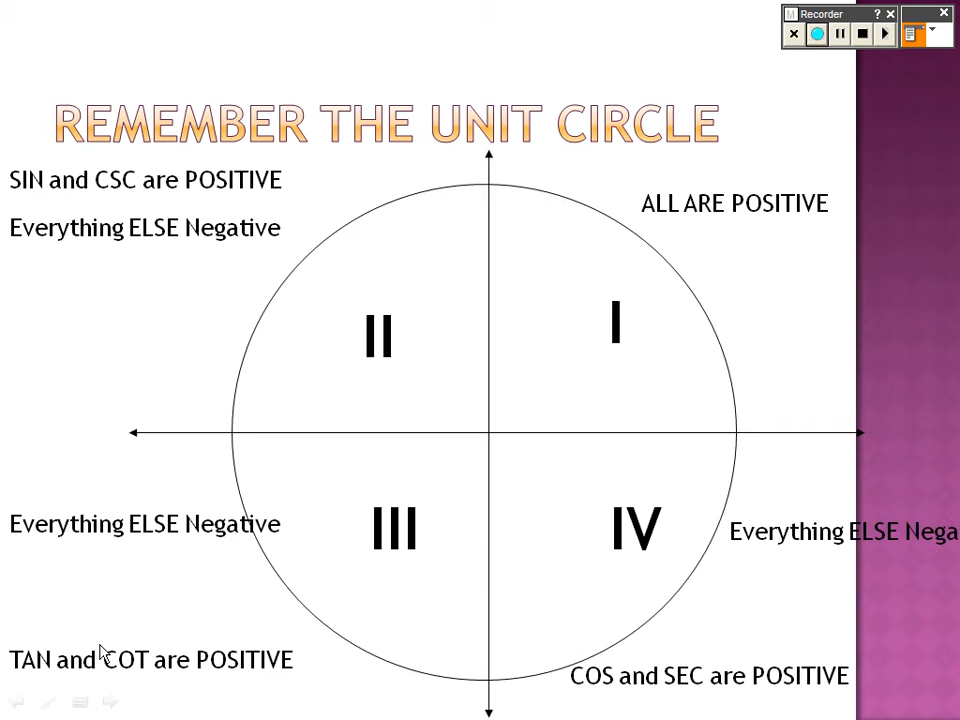 Recorder
REMEMBER THE UNIT CIRCLE
SIN and CSC are POSITIVE
Everything ELSE Negative
ALL ARE POSITIVE
II
I
III
IV
Everything ELSE Negative
Everything ELSE Nega
TAN and COT are POSITIVE
COS and SEC are POSITIVE